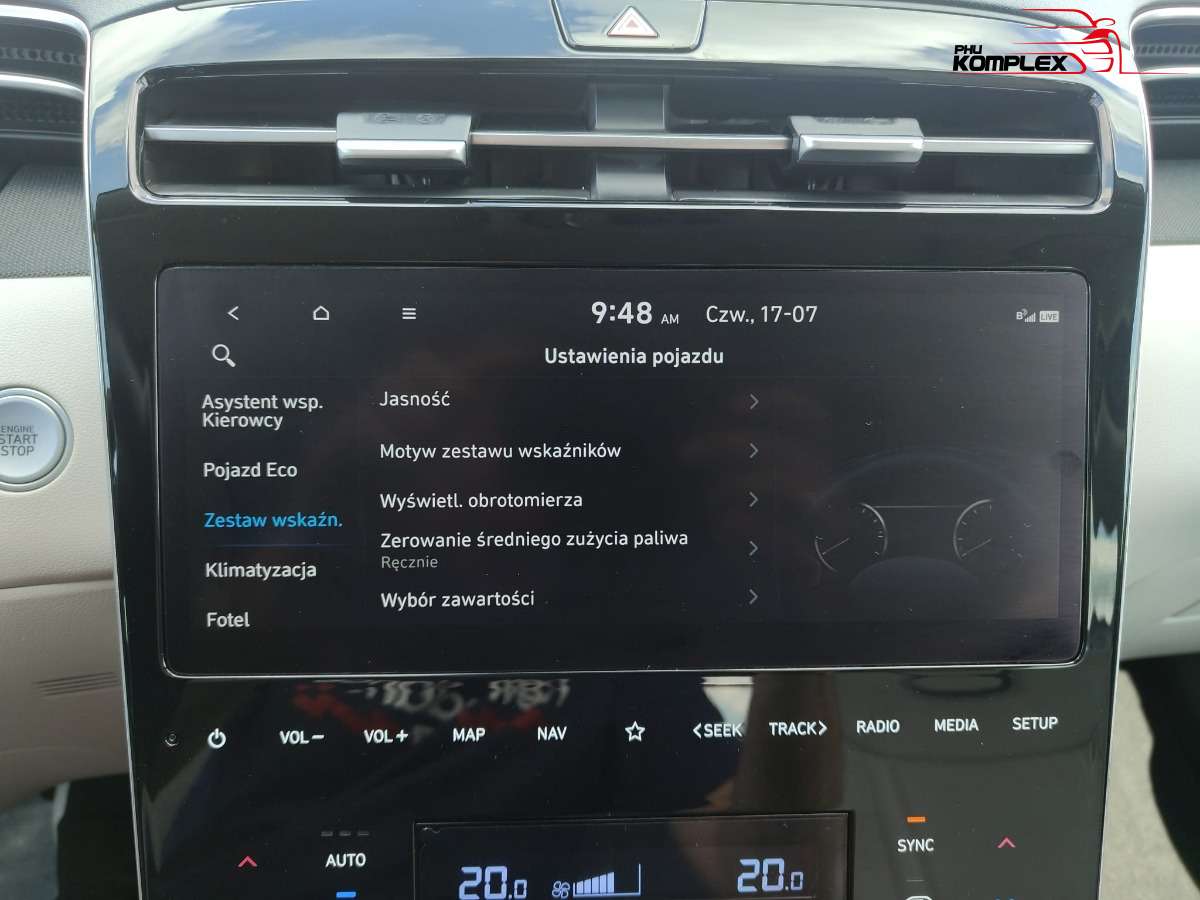 PHU
KOMPLEX
9:48 AM Czw., 17-07
B LIVE
Ustawienia pojazdu
Asystent wsp.
Kierowcy
Pojazd Eco
Zestaw wskaźn.
Klimatyzacja
Fotel
Jasność
Motyw zestawu wskaźników
Wyświetl. obrotomierza
Zerowanie średniego zużycia paliwa
Ręcznie
Wybór zawartości
ENGINE
START
STOP
VOL− VOL+ MAP NAV <SEEK TRACK> RADIO MEDIA SETUP
AUTO
SYNC
20.0 20.0